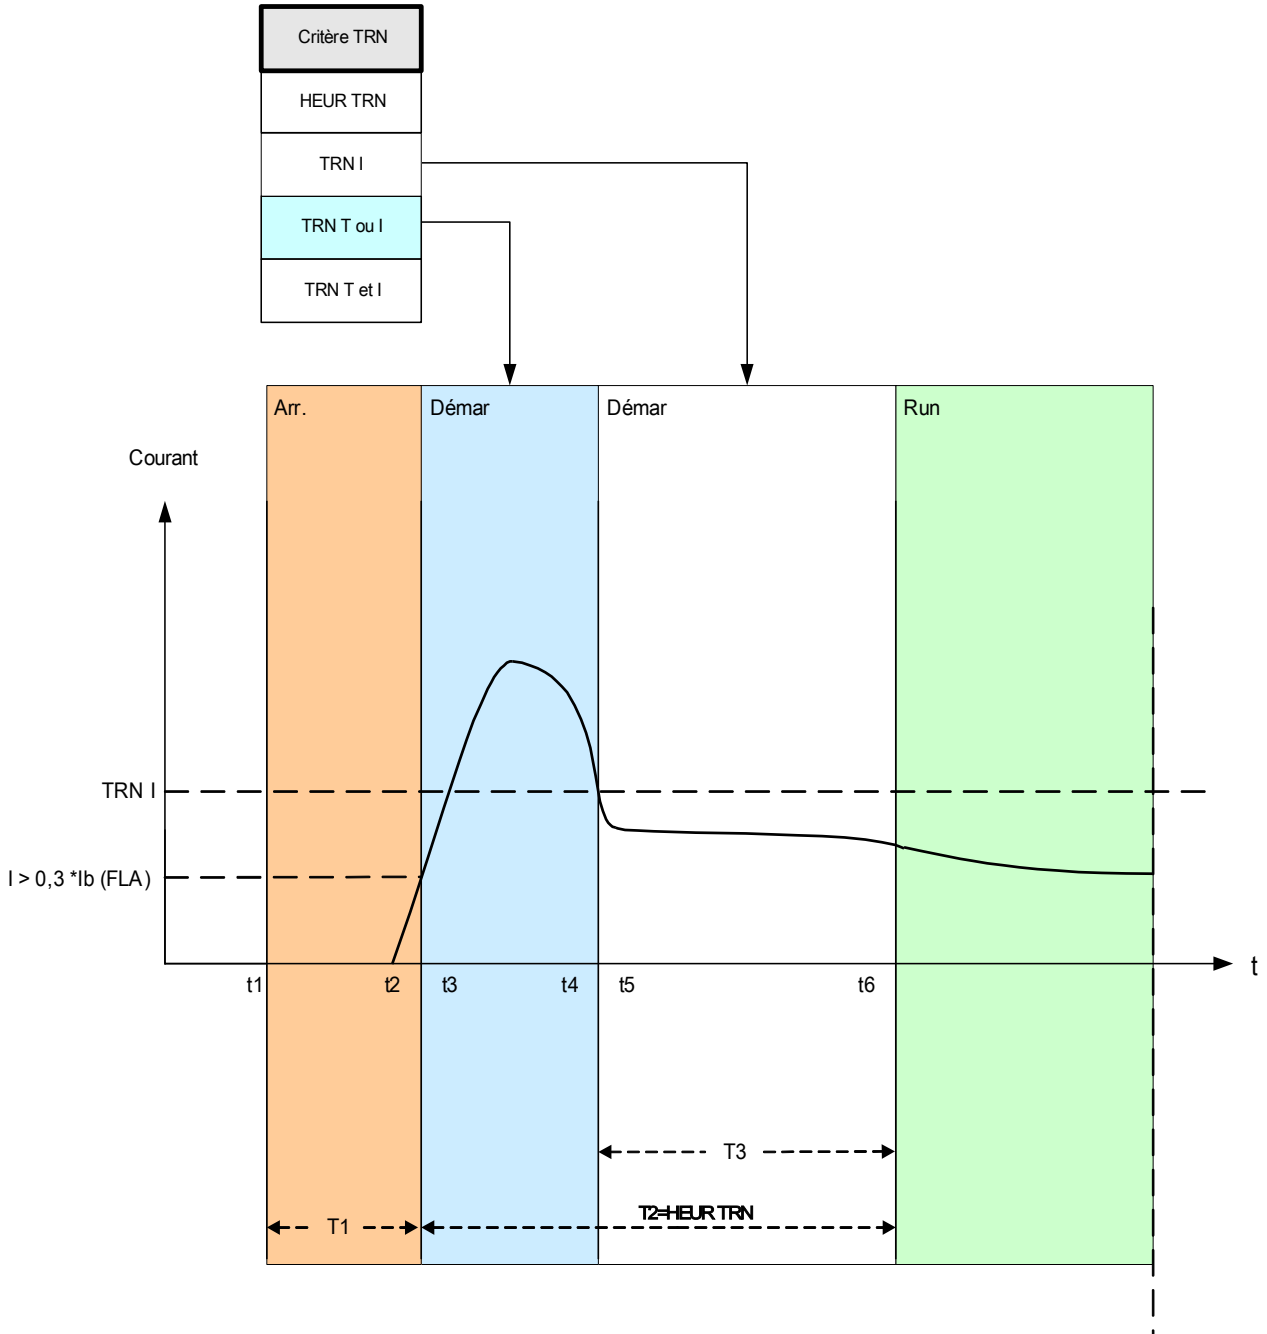 Critère TRN
HEUR TRN
TRN I
TRN T ou I
TRN T et I
Arr.
Démar
Démar
Run
Courant
TRN I
I > 0,3 *Ib (FLA)
t1
t2
t3
t4
t5
t6
t
T3
T2=HEUR TRN
T1